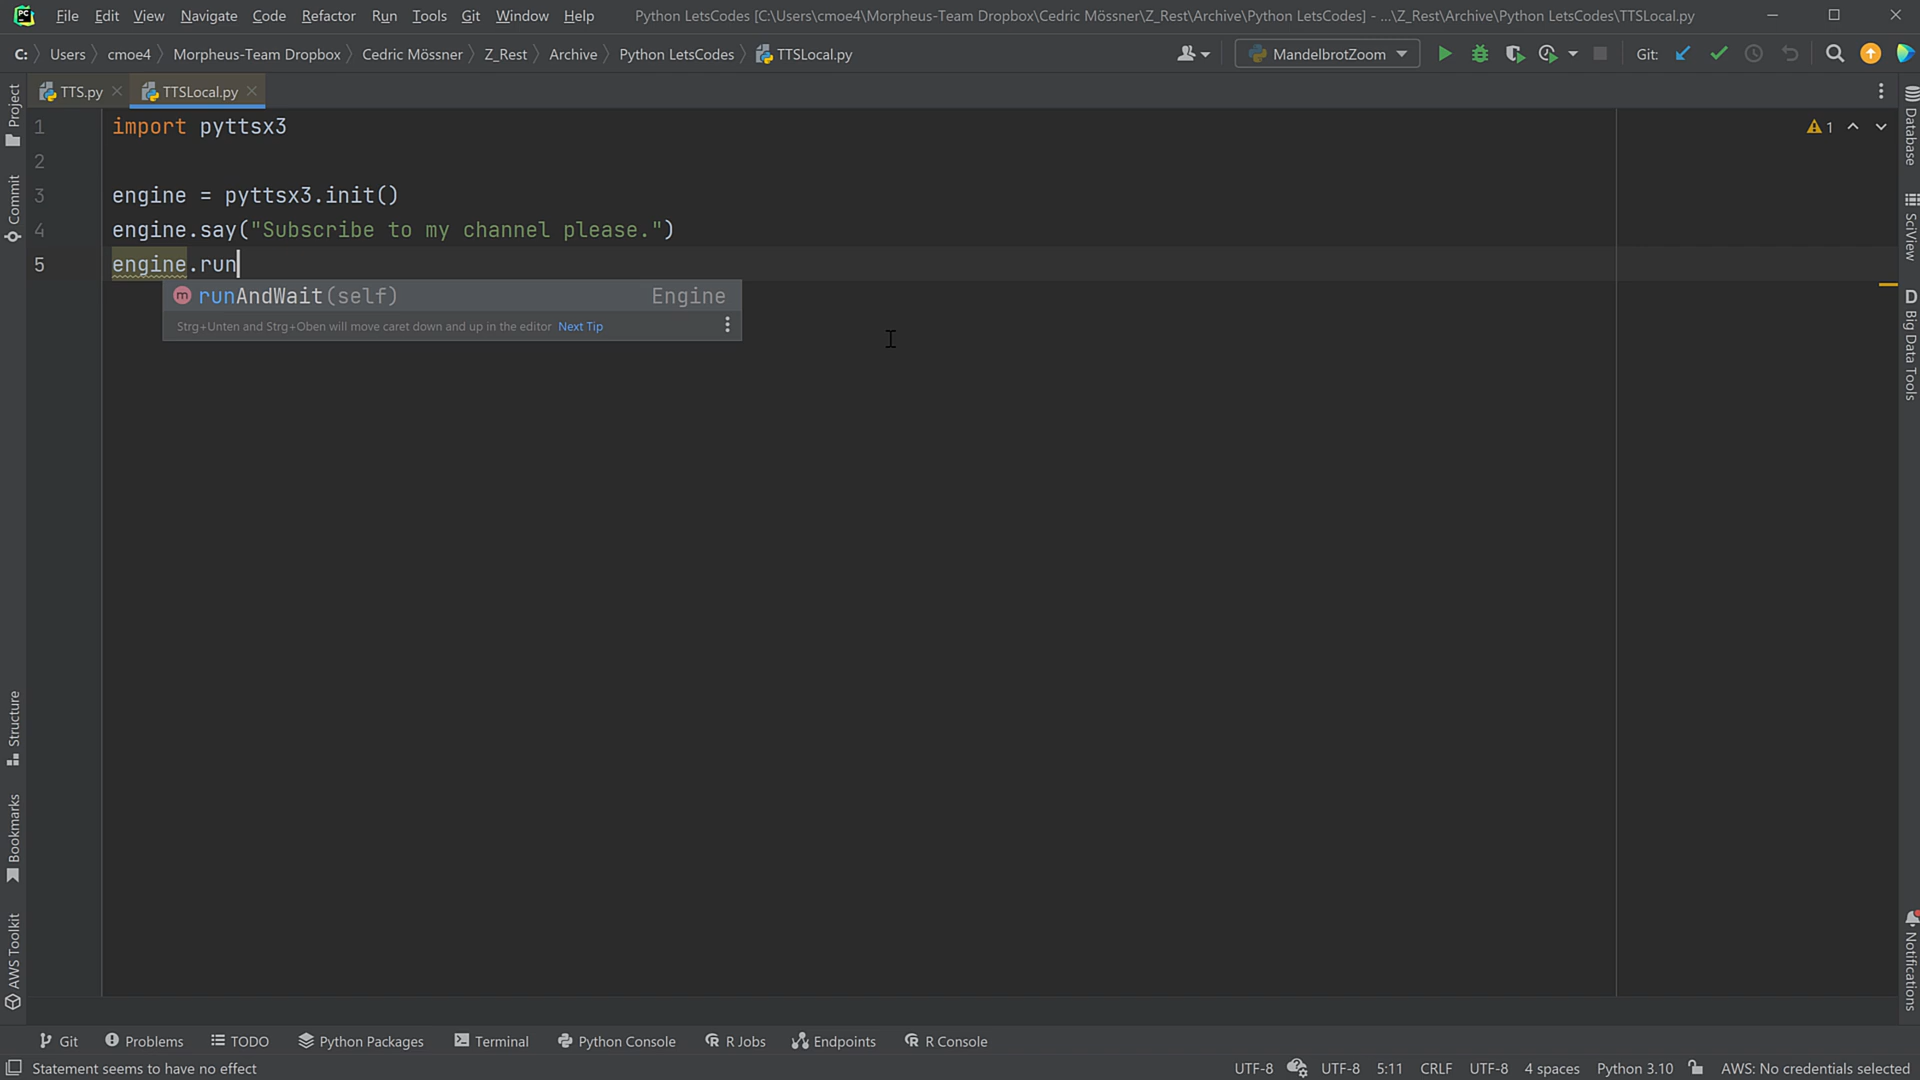 File Edit View Navigate Code Refactor Run Tools Git Window Help Python LetsCodes [C:\Users\cmoe4\Morpheus-Team Dropbox\Cedric Mössner\Z_Rest\Archive\Python LetsCodes] - ...\Z_Rest\Archive\Python LetsCodes\TTSLocal.py
C: Users cmoe4 Morpheus-Team Dropbox Cedric Mössner Z_Rest Archive Python LetsCodes TTSLocal.py MandelbrotZoom Git:
TTS.py TTSLocal.py
1 import pyttsx3
2
3 engine = pyttsx3.init()
4 engine.say("Subscribe to my channel please.")
5 engine.run
runAndWait(self) Engine
Strg+Unten and Strg+Oben will move caret down and up in the editor Next Tip
1
Project
Commit
Structure
Bookmarks
AWS Toolkit
Database
SciView
D Big Data Tools
Notifications
Git Problems TODO Python Packages Terminal Python Console R Jobs Endpoints R Console
Statement seems to have no effect UTF-8 UTF-8 5:11 CRLF UTF-8 4 spaces Python 3.10 AWS: No credentials selected